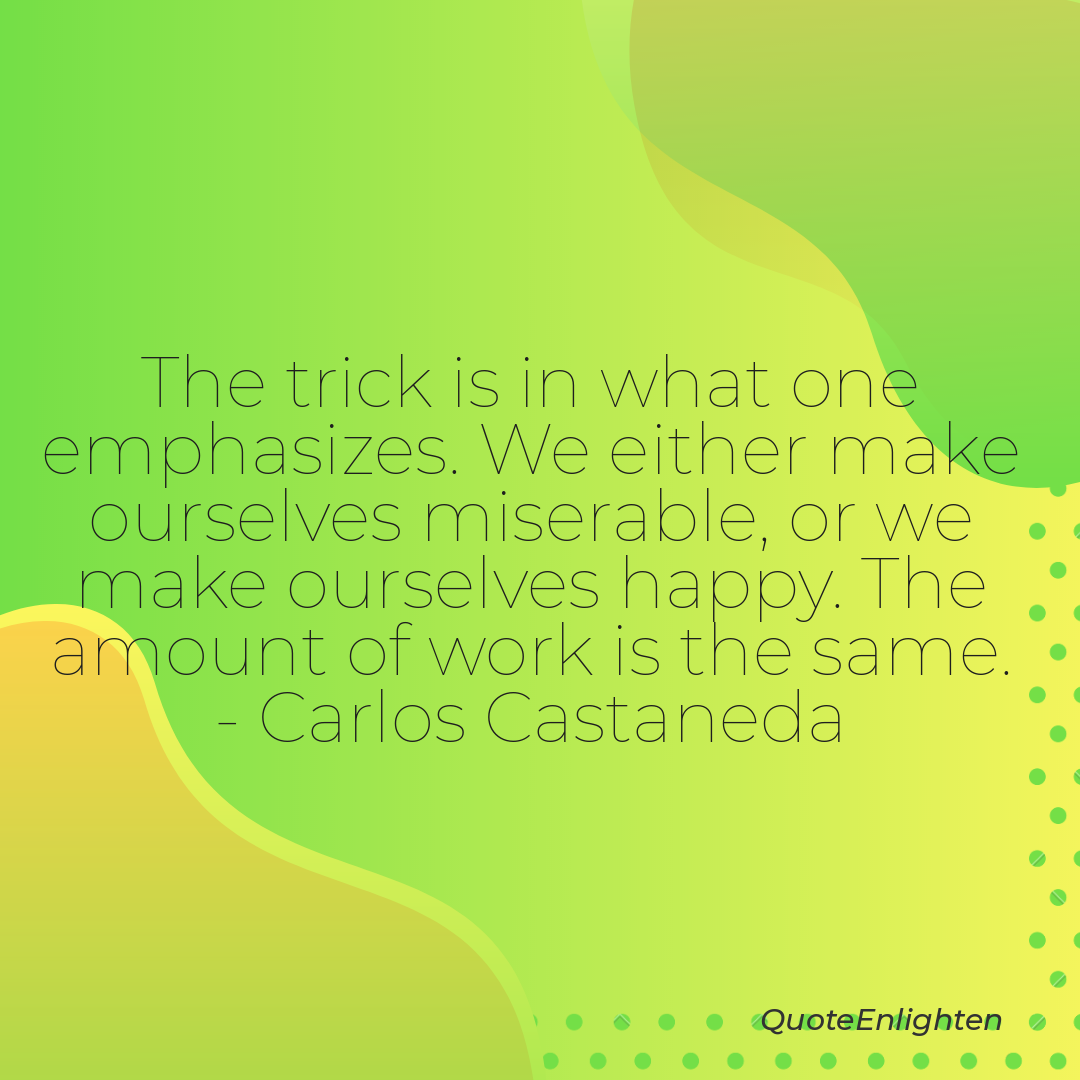 The trick is in what one
emphasizes. We either make
ourselves miserable, or we
make ourselves happy. The
amount of work is the same.
- Carlos Castaneda
QuoteEnlighten